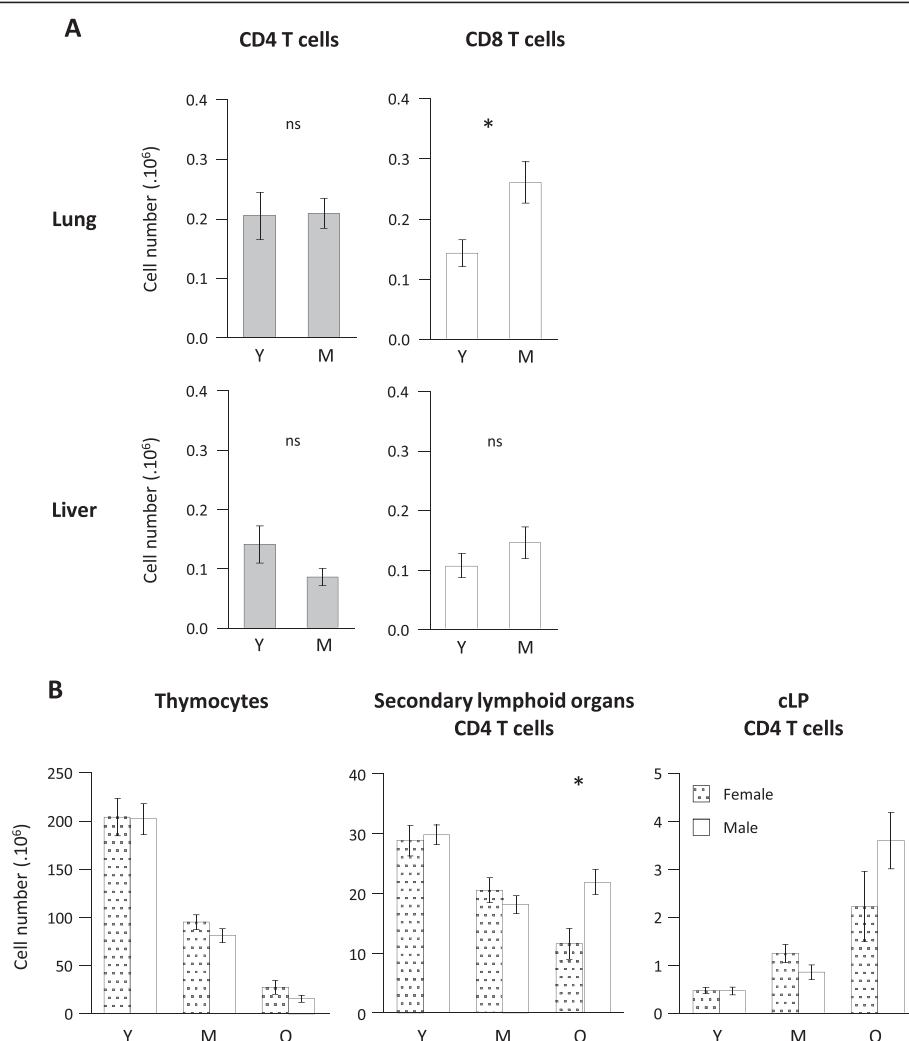 A
CD4 T cells
CD8 T cells
Lung
Cell number (.10⁶)
0.4
0.3
0.2
0.1
0.0
ns
Y
M
0.4
0.3
0.2
0.1
0.0
*
Y
M
Liver
Cell number (.10⁶)
0.4
0.3
0.2
0.1
0.0
ns
Y
M
0.4
0.3
0.2
0.1
0.0
ns
Y
M
B
Thymocytes
Cell number (.10⁶)
250
200
150
100
50
0
Y
M
O
Secondary lymphoid organs
CD4 T cells
40
30
20
10
0
*
Y
M
O
cLP
CD4 T cells
5
4
3
2
1
0
Female
Male
Y
M
O